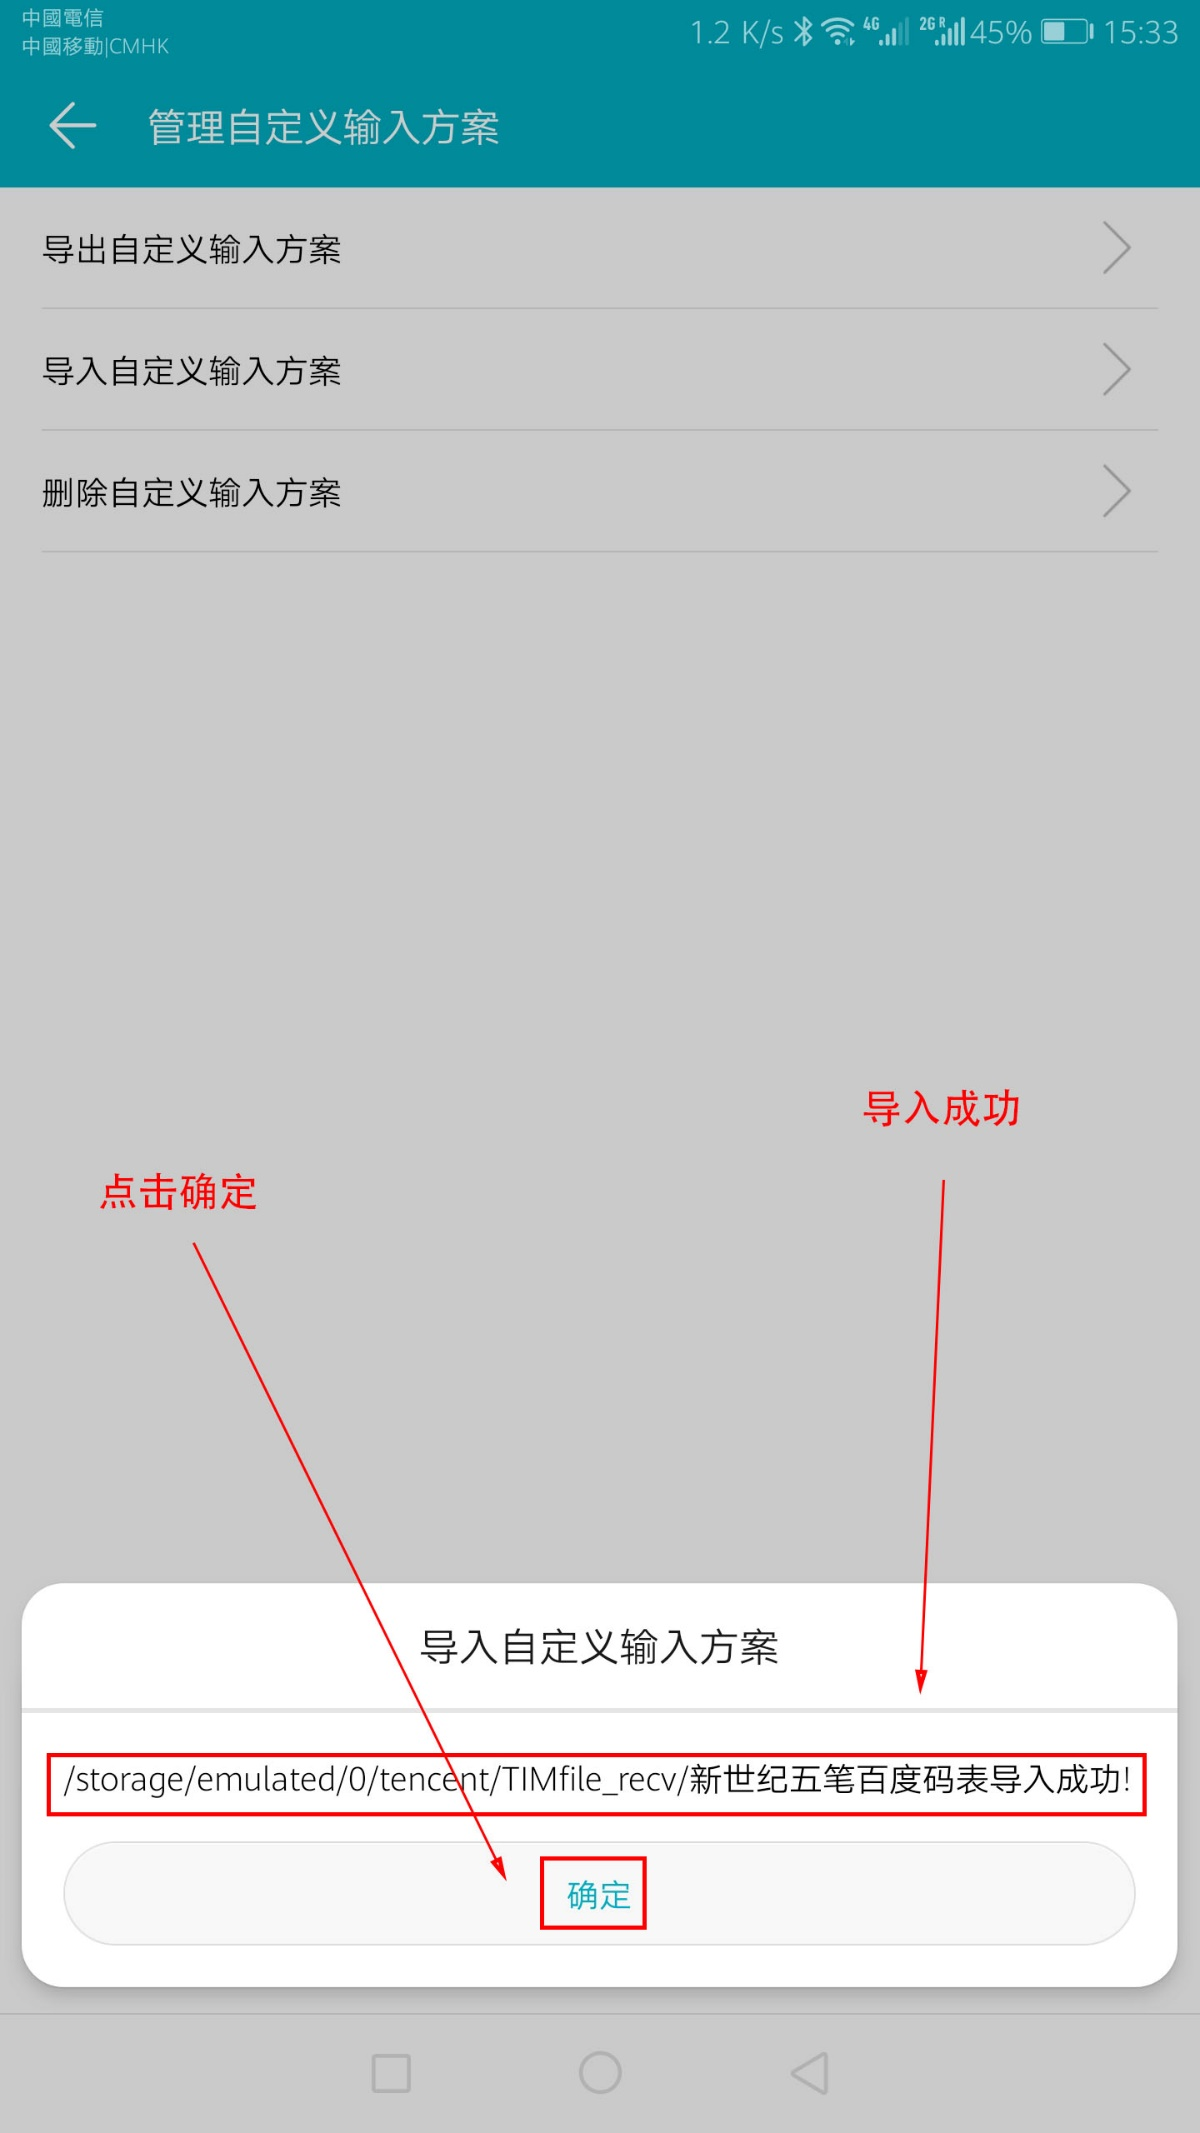 中國電信
中國移動|CMHK
1.2 K/s 4G 2G R 45% 15:33
管理自定义输入方案
导出自定义输入方案
导入自定义输入方案
删除自定义输入方案
导入成功
点击确定
导入自定义输入方案
/storage/emulated/0/tencent/TIMfile_recv/新世纪五笔百度码表导入成功!
确定